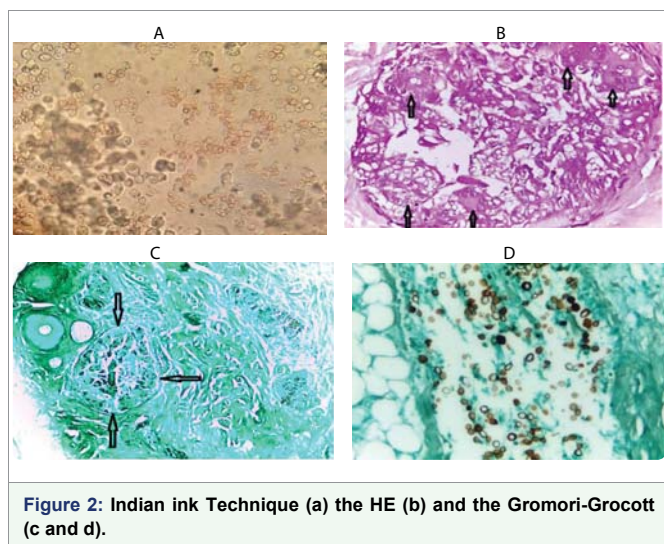 A
B
C
D
Figure 2: Indian ink Technique (a) the HE (b) and the Gromori-Grocott
(c and d).